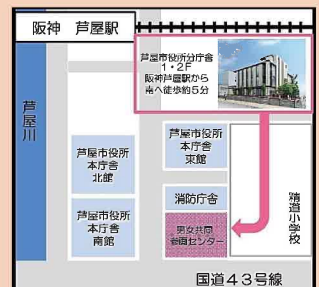 阪神 芦屋駅
芦屋市役所分庁舎
1・2F
阪神芦屋駅から
南へ徒歩約5分
芦屋川
芦屋市役所
本庁舎
北館
芦屋市役所
本庁舎
東館
消防庁舎
芦屋市役所
本庁舎
南館
男女共同
参画センター
精道小学校
国道43号線